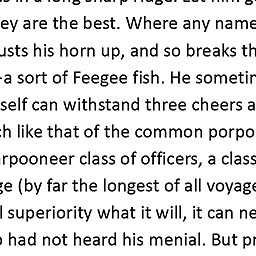 ey are the best. Where any name
usts his horn up, and so breaks th
a sort of Feegee fish. He someti
self can withstand three cheers a
ch like that of the common porpo
rpooneer class of officers, a class
ge (by far the longest of all voyage
superiority what it will, it can ne
had not heard his menial. But pr